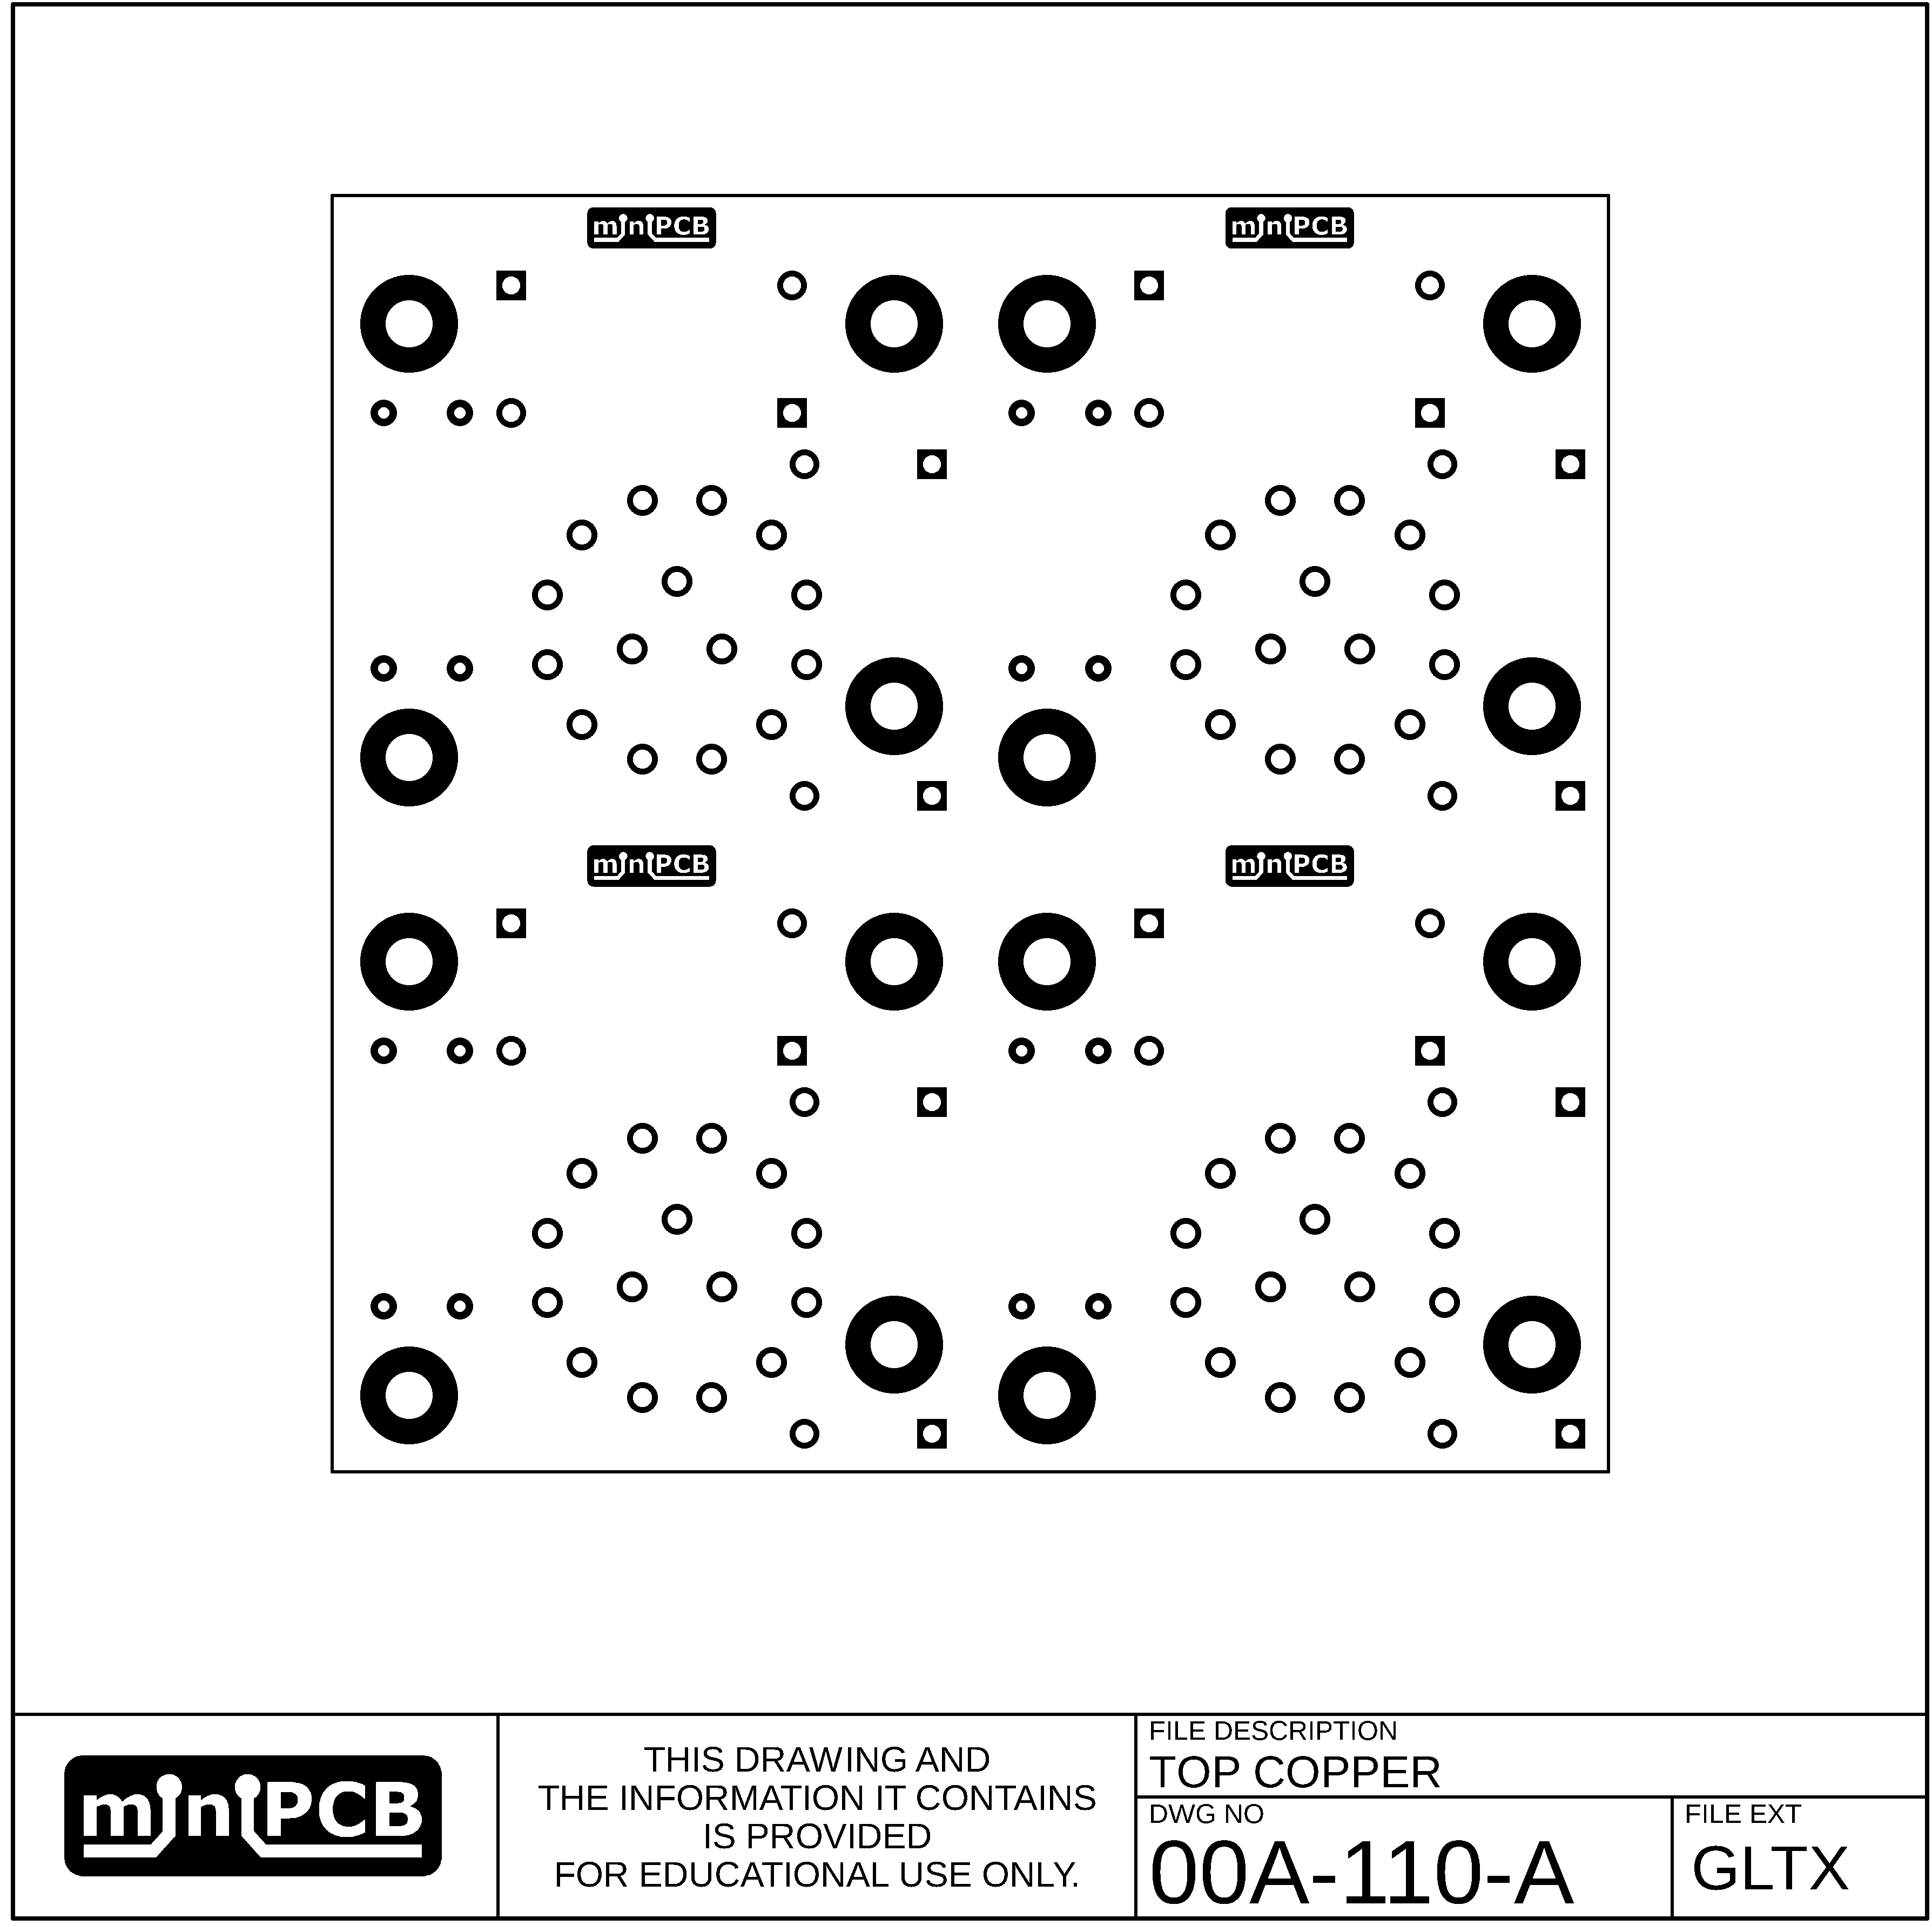 miniPCB
miniPCB
miniPCB
miniPCB
miniPCB
THIS DRAWING AND
THE INFORMATION IT CONTAINS
IS PROVIDED
FOR EDUCATIONAL USE ONLY.
FILE DESCRIPTION
TOP COPPER
DWG NO
00A-110-A
FILE EXT
GLTX